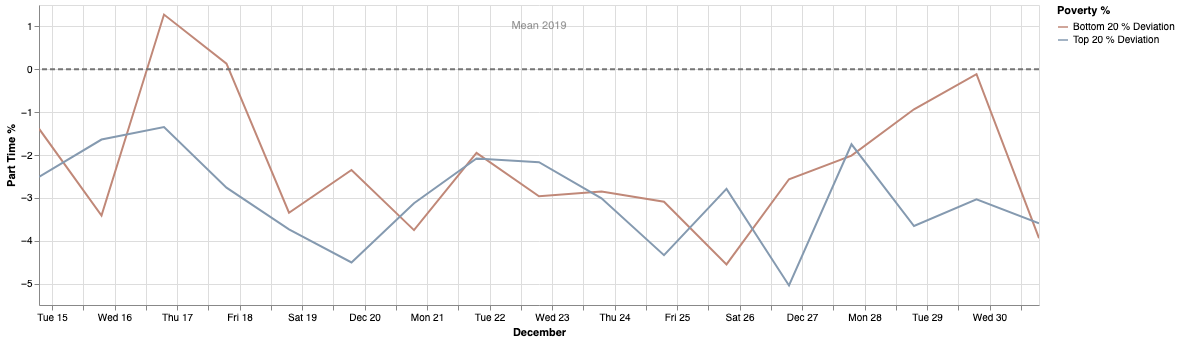 Poverty %
Bottom 20 % Deviation
Top 20 % Deviation
Mean 2019
Part Time %
1
0
−1
−2
−3
−4
−5
Tue 15 Wed 16 Thu 17 Fri 18 Sat 19 Dec 20 Mon 21 Tue 22 Wed 23 Thu 24 Fri 25 Sat 26 Dec 27 Mon 28 Tue 29 Wed 30
December